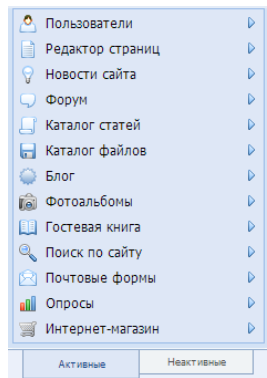 Пользователи
Редактор страниц
Новости сайта
Форум
Каталог статей
Каталог файлов
Блог
Фотоальбомы
Гостевая книга
Поиск по сайту
Почтовые формы
Опросы
Интернет-магазин
Активные Неактивные